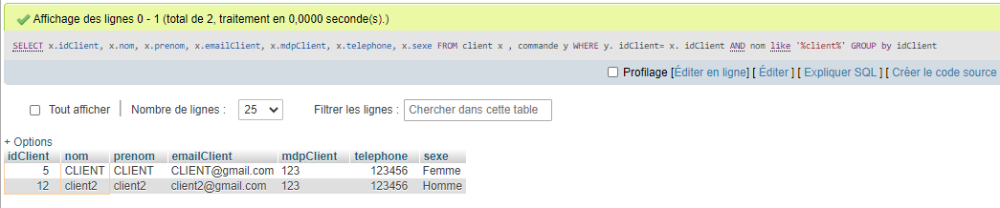 Affichage des lignes 0 - 1 (total de 2, traitement en 0,0000 seconde(s).)
SELECT x.idClient, x.nom, x.prenom, x.emailClient, x.mdpClient, x.telephone, x.sexe FROM client x , commande y WHERE y. idClient= x. idClient AND nom like '%client%' GROUP by idClient
Profilage [Éditer en ligne] [ Éditer ] [ Expliquer SQL ] [ Créer le code source
Tout afficher Nombre de lignes : 25 Filtrer les lignes : Chercher dans cette table
+ Options
idClient nom prenom emailClient mdpClient telephone sexe
5 CLIENT CLIENT CLIENT@gmail.com 123 123456 Femme
12 client2 client2 client2@gmail.com 123 123456 Homme